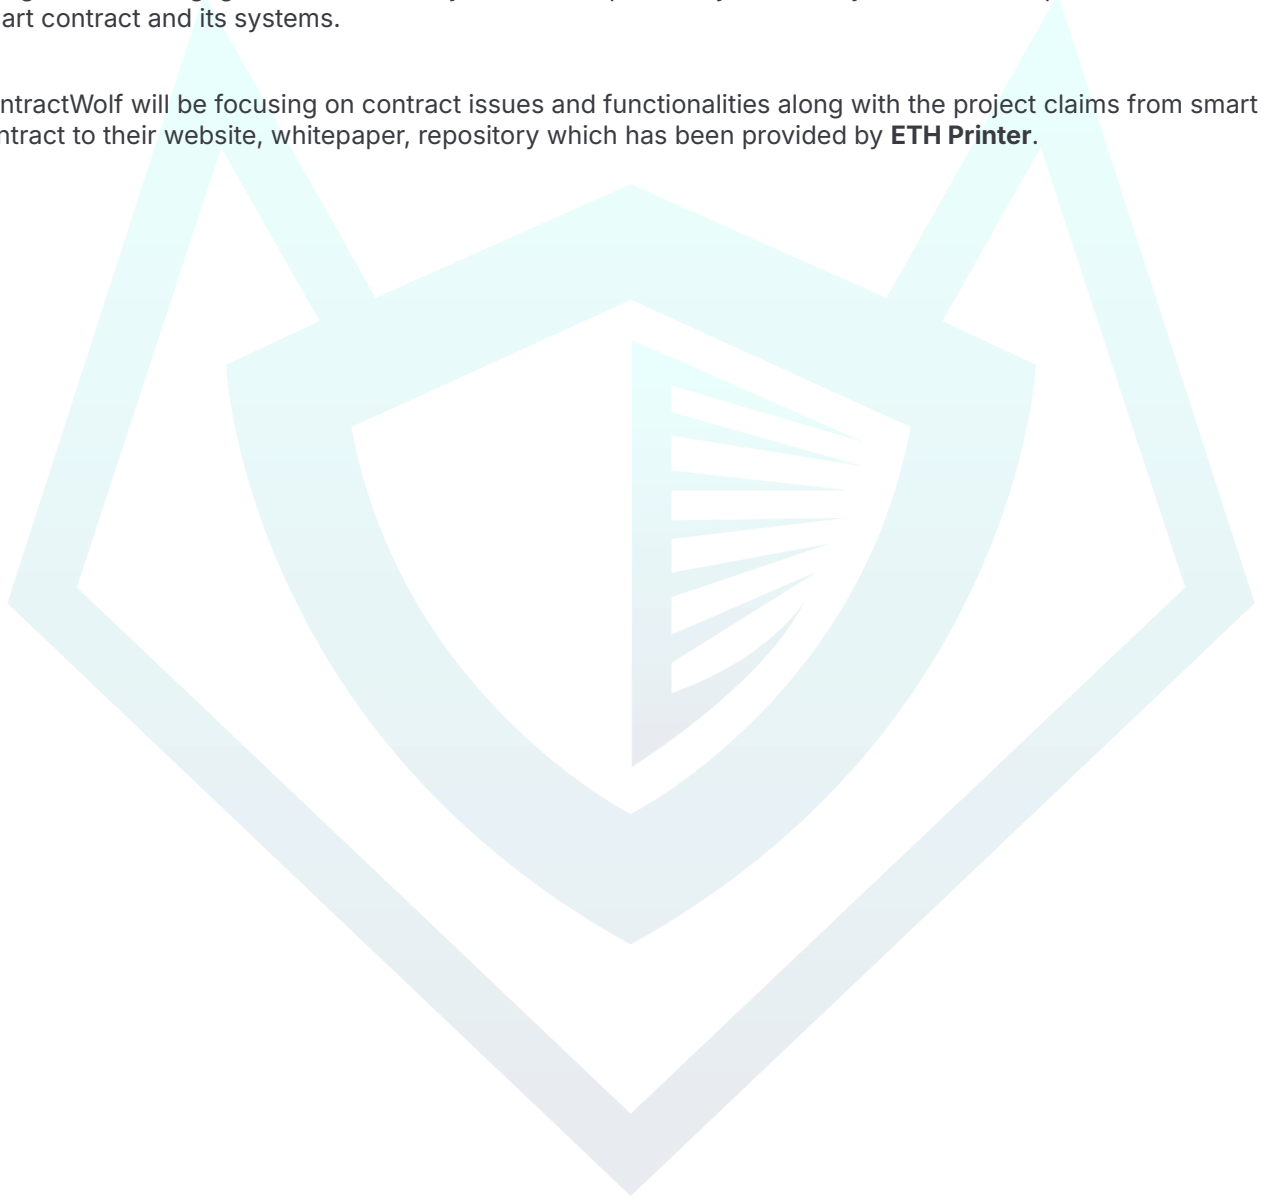 art contract and its systems.
ntractWolf will be focusing on contract issues and functionalities along with the project claims from smart
ntract to their website, whitepaper, repository which has been provided by ETH Printer.